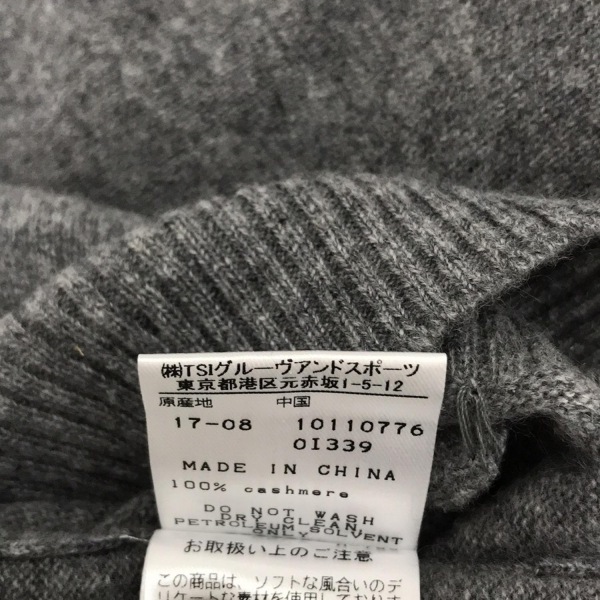 ㈱TSIグルーヴアンドスポーツ
東京都港区元赤坂1-5-12
原産地 中国
17-08 10110776
01339
MADE IN CHINA
100% cashmere
DO NOT WASH
DRY CLEAN,
PETROLEUM SOLVENT
ONLY
お取扱い上のご注意
この商品は、ソフトな風合いのデ
リケートな素材を使用しておりま